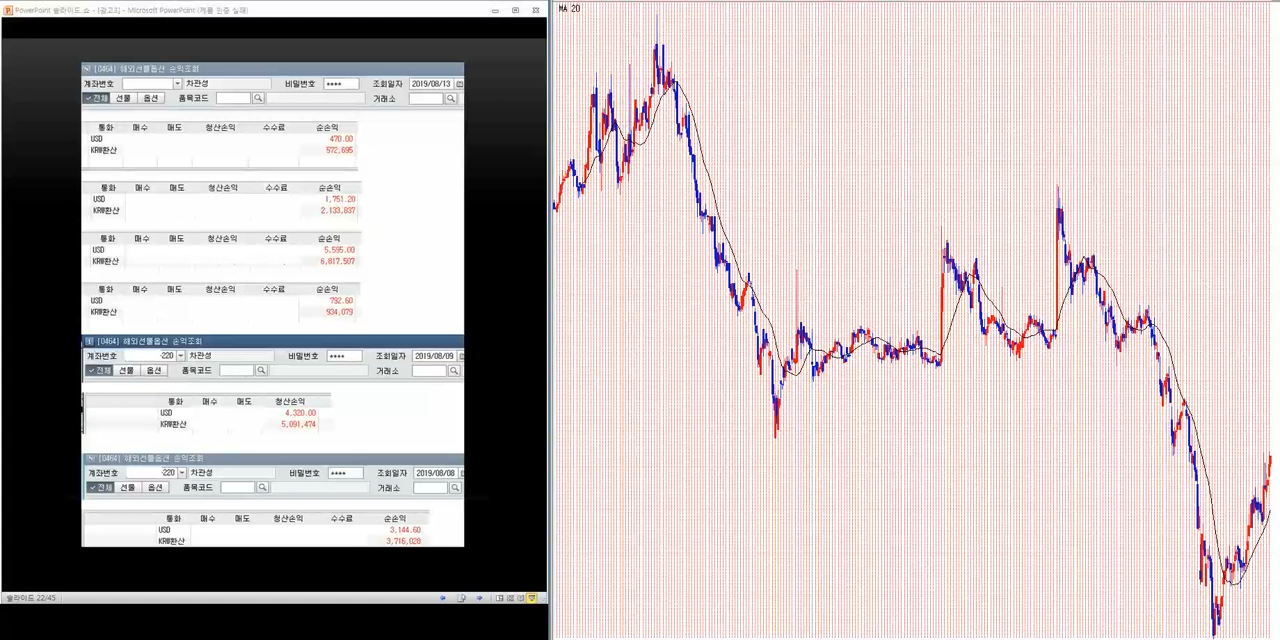 PowerPoint 슬라이드 쇼 - [광고3] - Microsoft PowerPoint (제품 인증 실패)
MA 20
[0464] 해외선물옵션 손익조회
계좌번호 차관성 비밀번호 **** 조회일자 2019/08/13
전체 선물 옵션 품목코드 거래소
통화 매수 매도 청산손익 수수료 순손익
USD 470.00
KRW환산 572,695
통화 매수 매도 청산손익 수수료 순손익
USD 1,751.20
KRW환산 2,133,837
통화 매수 매도 청산손익 수수료 순손익
USD 5,595.00
KRW환산 6,817,507
통화 매수 매도 청산손익 수수료 순손익
USD 792.60
KRW환산 934,079
[0464] 해외선물옵션 손익조회
계좌번호 -220 차관성 비밀번호 **** 조회일자 2019/08/09
전체 선물 옵션 품목코드 거래소
통화 매수 매도 청산손익
USD 4,320.00
KRW환산 5,091,474
[0464] 해외선물옵션 손익조회
계좌번호 -220 차관성 비밀번호 **** 조회일자 2019/08/08
전체 선물 옵션 품목코드 거래소
통화 매수 매도 청산손익 수수료 순손익
USD 3,144.60
KRW환산 3,716,028
슬라이드 22/45